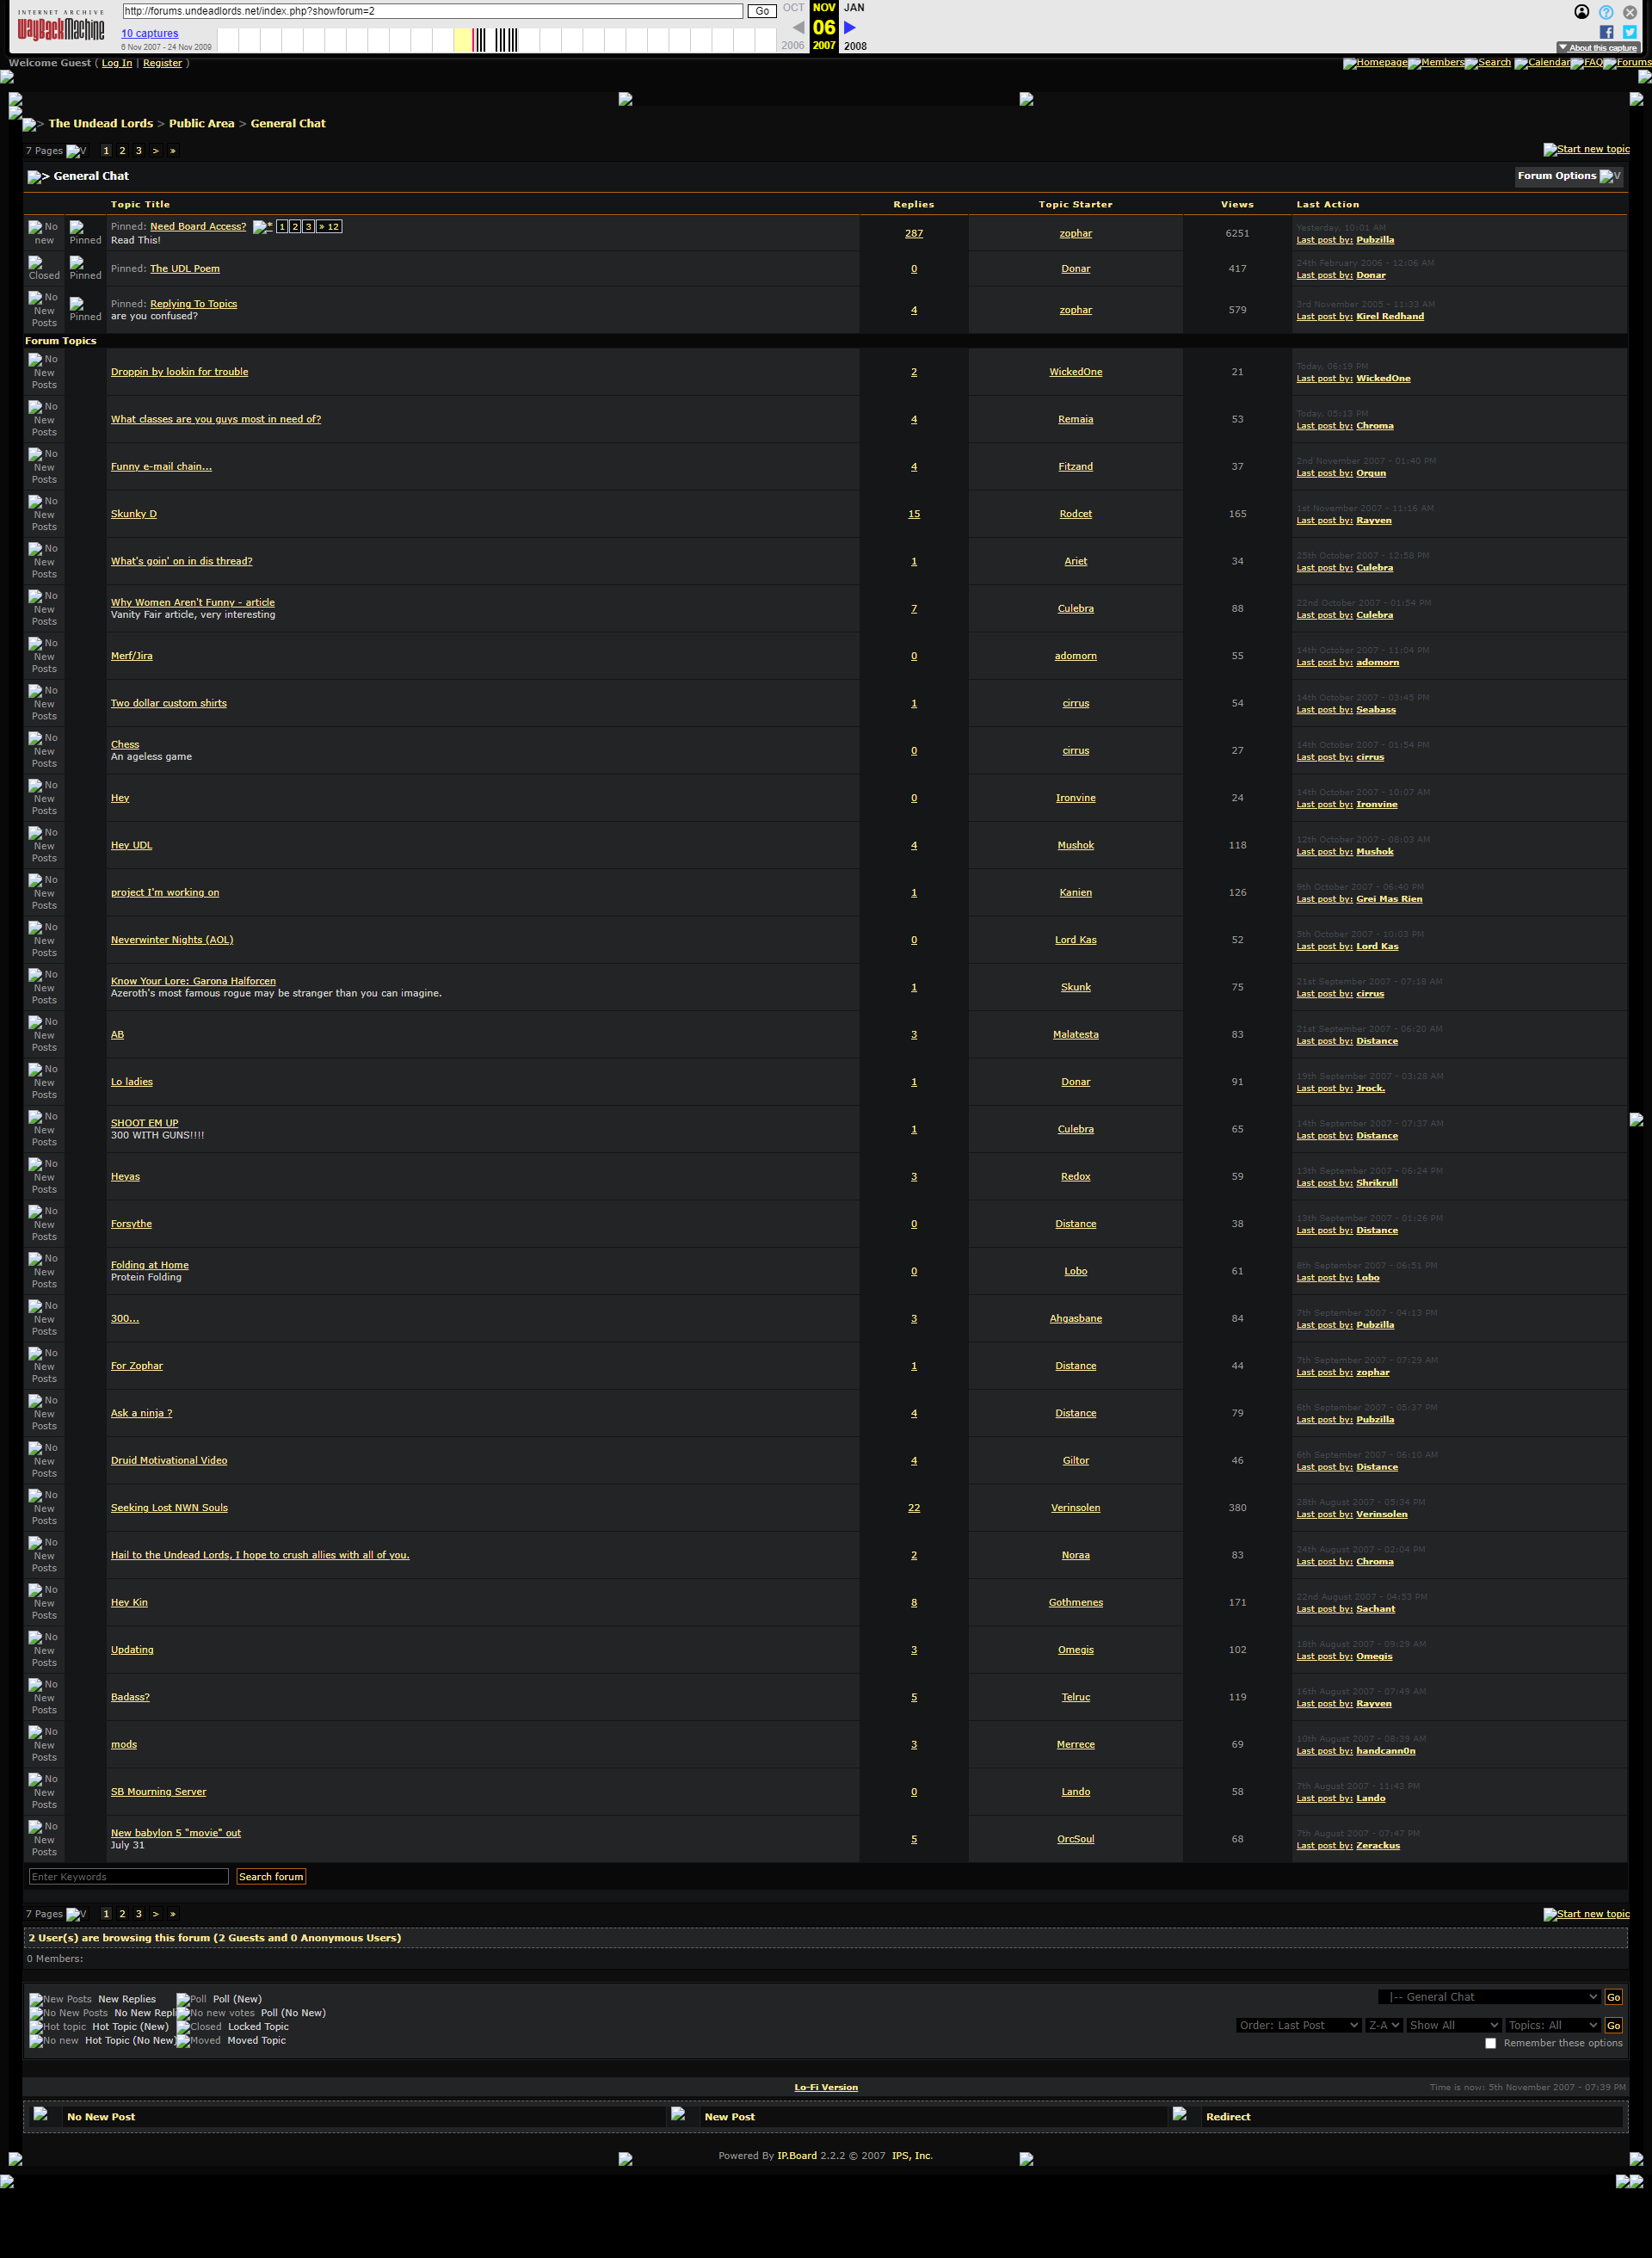 INTERNET ARCHIVE
WayBackMachine
http://forums.undeadlords.net/index.php?showforum=2
Go
OCT
NOV
JAN
10 captures
06
6 Nov 2007 - 24 Nov 2009
2006
2007
2008
About this capture
Welcome Guest ( Log In | Register )
Homepage Members Search Calendar FAQ Forums
> The Undead Lords > Public Area > General Chat
7 Pages V 1 2 3 > »
Start new topic
> General Chat
Forum Options V
Topic Title Replies Topic Starter Views Last Action
No new Pinned Pinned: Need Board Access? * 1 2 3 » 12
Read This!
287 zophar 6251 Yesterday, 10:01 AM
Last post by: Pubzilla
Closed Pinned Pinned: The UDL Poem 0 Donar 417 24th February 2006 - 12:06 AM
Last post by: Donar
No New Posts Pinned Pinned: Replying To Topics
are you confused?
4 zophar 579 3rd November 2005 - 11:33 AM
Last post by: Kirel Redhand
Forum Topics
No New Posts Droppin by lookin for trouble 2 WickedOne 21 Today, 06:19 PM
Last post by: WickedOne
No New Posts What classes are you guys most in need of? 4 Remaia 53 Today, 05:13 PM
Last post by: Chroma
No New Posts Funny e-mail chain... 4 Fitzand 37 2nd November 2007 - 01:40 PM
Last post by: Orgun
No New Posts Skunky D 15 Rodcet 165 1st November 2007 - 11:16 AM
Last post by: Rayven
No New Posts What's goin' on in dis thread? 1 Ariet 34 25th October 2007 - 12:58 PM
Last post by: Culebra
No New Posts Why Women Aren't Funny - article
Vanity Fair article, very interesting
7 Culebra 88 22nd October 2007 - 01:54 PM
Last post by: Culebra
No New Posts Merf/Jira 0 adomorn 55 14th October 2007 - 11:04 PM
Last post by: adomorn
No New Posts Two dollar custom shirts 1 cirrus 54 14th October 2007 - 03:45 PM
Last post by: Seabass
No New Posts Chess
An ageless game
0 cirrus 27 14th October 2007 - 01:54 PM
Last post by: cirrus
No New Posts Hey 0 Ironvine 24 14th October 2007 - 10:07 AM
Last post by: Ironvine
No New Posts Hey UDL 4 Mushok 118 12th October 2007 - 08:03 AM
Last post by: Mushok
No New Posts project I'm working on 1 Kanien 126 9th October 2007 - 06:40 PM
Last post by: Grei Mas Rien
No New Posts Neverwinter Nights (AOL) 0 Lord Kas 52 5th October 2007 - 10:03 PM
Last post by: Lord Kas
No New Posts Know Your Lore: Garona Halforcen
Azeroth's most famous rogue may be stranger than you can imagine.
1 Skunk 75 21st September 2007 - 07:18 AM
Last post by: cirrus
No New Posts AB 3 Malatesta 83 21st September 2007 - 06:20 AM
Last post by: Distance
No New Posts Lo ladies 1 Donar 91 19th September 2007 - 03:28 AM
Last post by: Jrock.
No New Posts SHOOT EM UP
300 WITH GUNS!!!!
1 Culebra 65 14th September 2007 - 07:37 AM
Last post by: Distance
No New Posts Heyas 3 Redox 59 13th September 2007 - 06:24 PM
Last post by: Shrikrull
No New Posts Forsythe 0 Distance 38 13th September 2007 - 01:26 PM
Last post by: Distance
No New Posts Folding at Home
Protein Folding
0 Lobo 61 8th September 2007 - 06:51 PM
Last post by: Lobo
No New Posts 300... 3 Ahgasbane 84 7th September 2007 - 04:13 PM
Last post by: Pubzilla
No New Posts For Zophar 1 Distance 44 7th September 2007 - 07:29 AM
Last post by: zophar
No New Posts Ask a ninja ? 4 Distance 79 6th September 2007 - 05:37 PM
Last post by: Pubzilla
No New Posts Druid Motivational Video 4 Giltor 46 6th September 2007 - 06:10 AM
Last post by: Distance
No New Posts Seeking Lost NWN Souls 22 Verinsolen 380 28th August 2007 - 05:34 PM
Last post by: Verinsolen
No New Posts Hail to the Undead Lords, I hope to crush allies with all of you. 2 Noraa 83 24th August 2007 - 02:04 PM
Last post by: Chroma
No New Posts Hey Kin 8 Gothmenes 171 22nd August 2007 - 04:53 PM
Last post by: Sachant
No New Posts Updating 3 Omegis 102 18th August 2007 - 09:29 AM
Last post by: Omegis
No New Posts Badass? 5 Telruc 119 16th August 2007 - 07:49 AM
Last post by: Rayven
No New Posts mods 3 Merrece 69 10th August 2007 - 08:39 AM
Last post by: handcann0n
No New Posts SB Mourning Server 0 Lando 58 7th August 2007 - 11:43 PM
Last post by: Lando
No New Posts New babylon 5 "movie" out
July 31
5 OrcSoul 68 7th August 2007 - 07:47 PM
Last post by: Zerackus
Enter Keywords Search forum
7 Pages V 1 2 3 > »
Start new topic
2 User(s) are browsing this forum (2 Guests and 0 Anonymous Users)
0 Members:
New Posts New Replies Poll Poll (New)
No New Posts No New Repli No new votes Poll (No New)
Hot topic Hot Topic (New) Closed Locked Topic
No new Hot Topic (No New) Moved Moved Topic
|-- General Chat Go
Order: Last Post Z-A Show All Topics: All Go
Remember these options
Lo-Fi Version
Time is now: 5th November 2007 - 07:39 PM
No New Post New Post Redirect
Powered By IP.Board 2.2.2 © 2007 IPS, Inc.